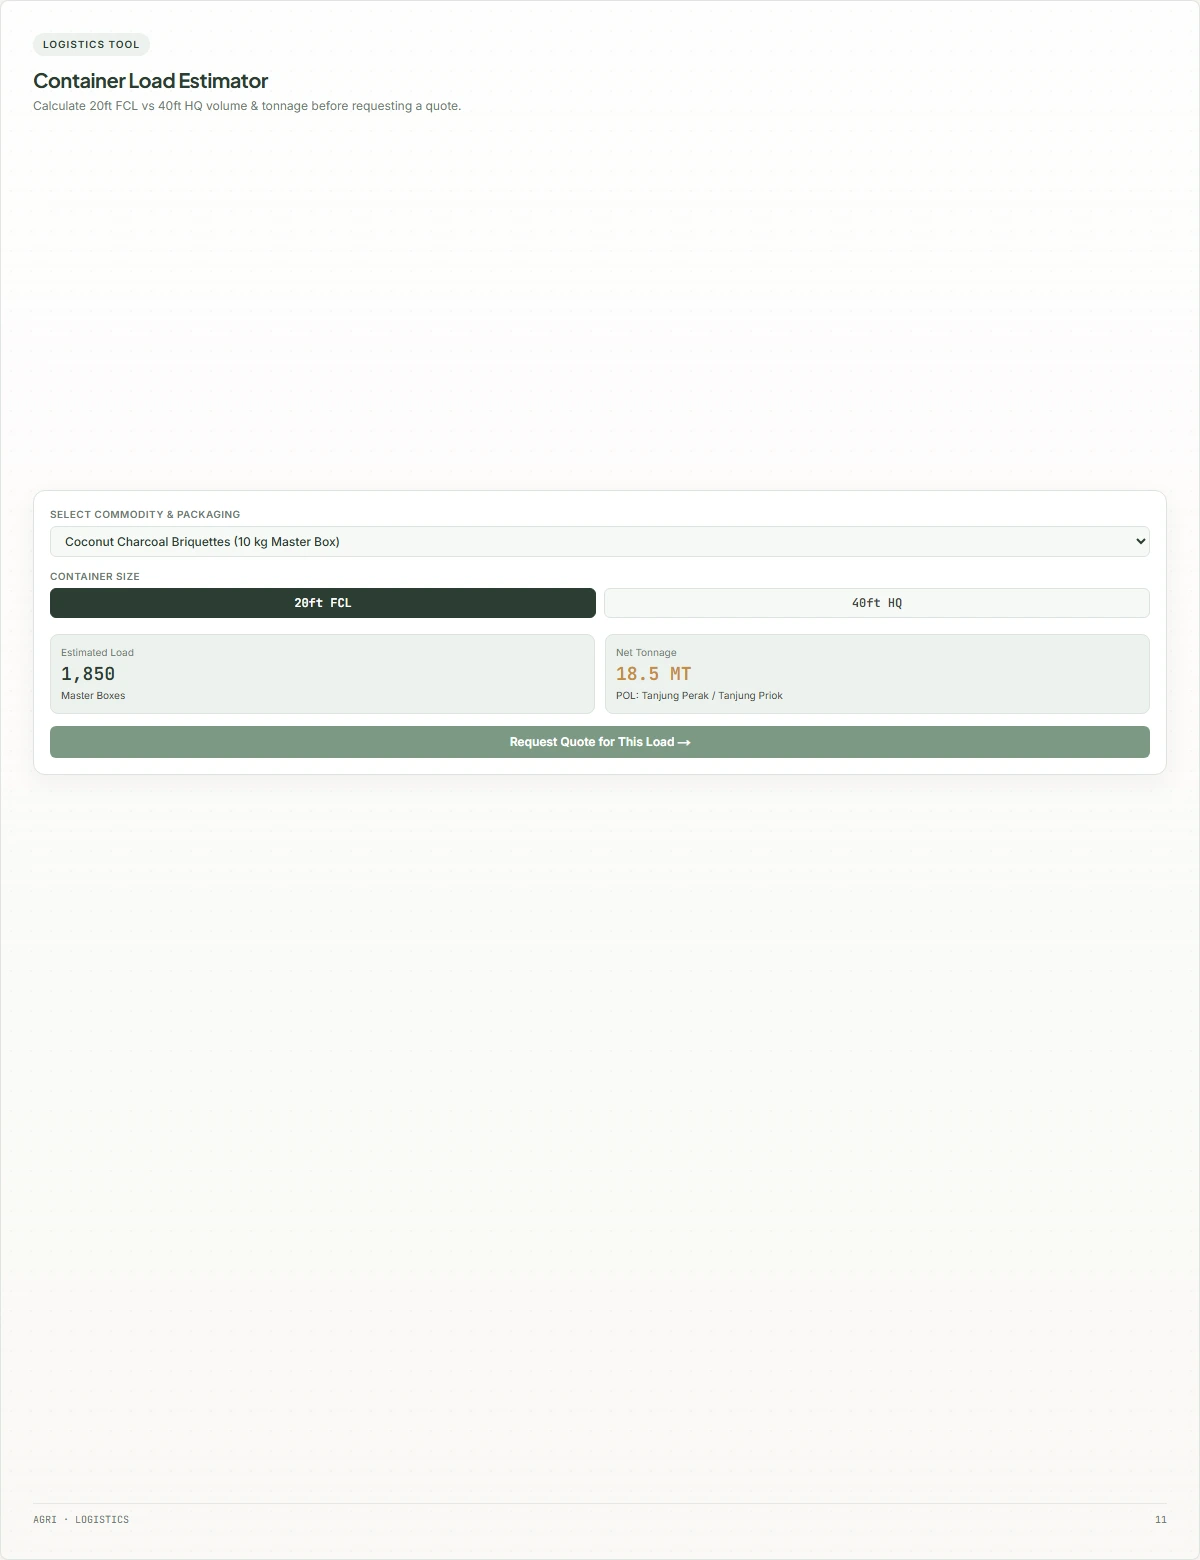 LOGISTICS TOOL
Container Load Estimator
Calculate 20ft FCL vs 40ft HQ volume & tonnage before requesting a quote.
SELECT COMMODITY & PACKAGING
Coconut Charcoal Briquettes (10 kg Master Box)
CONTAINER SIZE
20ft FCL
40ft HQ
Estimated Load
1,850
Master Boxes
Net Tonnage
18.5 MT
POL: Tanjung Perak / Tanjung Priok
Request Quote for This Load →
AGRI · LOGISTICS
11